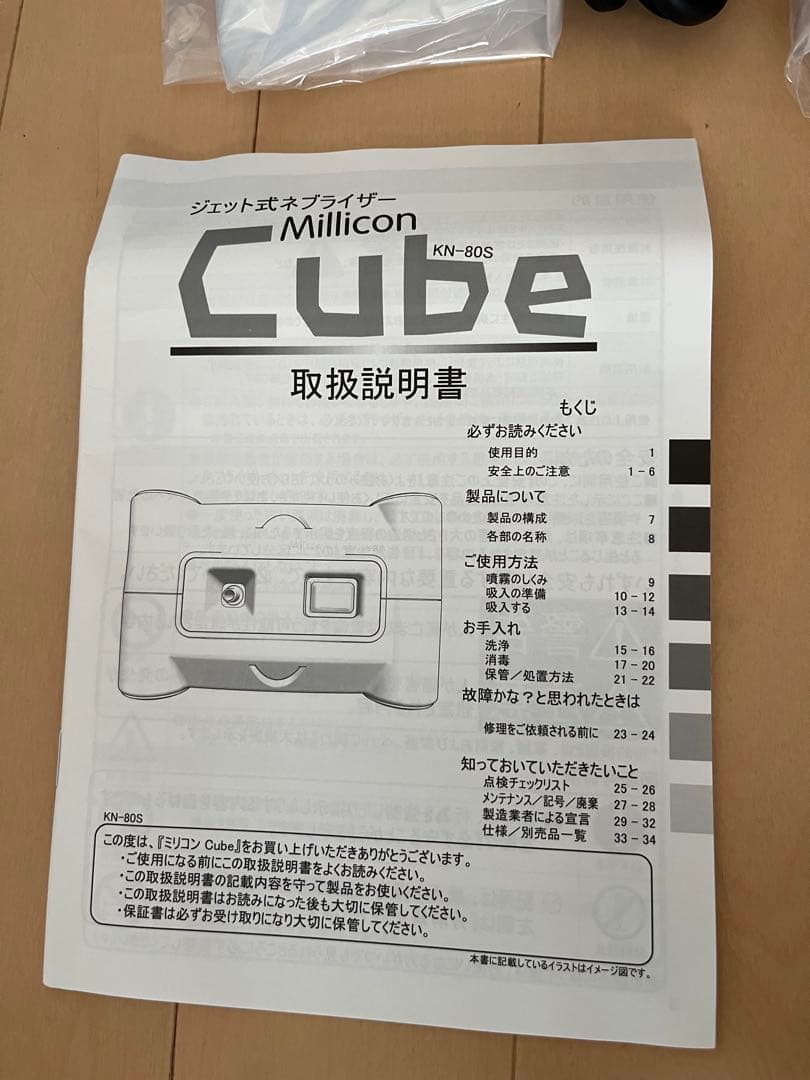 ジェット式ネブライザー
Millicon
Cube
KN-80S
取扱説明書
もくじ
必ずお読みください
使用目的 1
安全上のご注意 1-6
製品について
製品の構成 7
各部の名称 8
ご使用方法
噴霧のしくみ 9
吸入の準備 10-12
吸入する 13-14
お手入れ
洗浄 15-16
消毒 17-20
保管/処置方法 21-22
故障かな?と思われたときは
修理をご依頼される前に 23-24
知っておいていただきたいこと
点検チェックリスト 25-26
メンテナンス/記号/廃棄 27-28
製造業者による宣言 29-32
仕様/別売品一覧 33-34
KN-80S
この度は、『ミリコン Cube』をお買い上げいただきありがとうございます。
・ご使用になる前にこの取扱説明書をよくお読みください。
・この取扱説明書の記載内容を守って製品をお使いください。
・この取扱説明書はお読みになった後も大切に保管してください。
・保証書は必ずお受け取りになり大切に保管してください。
本書に記載しているイラストはイメージ図です。